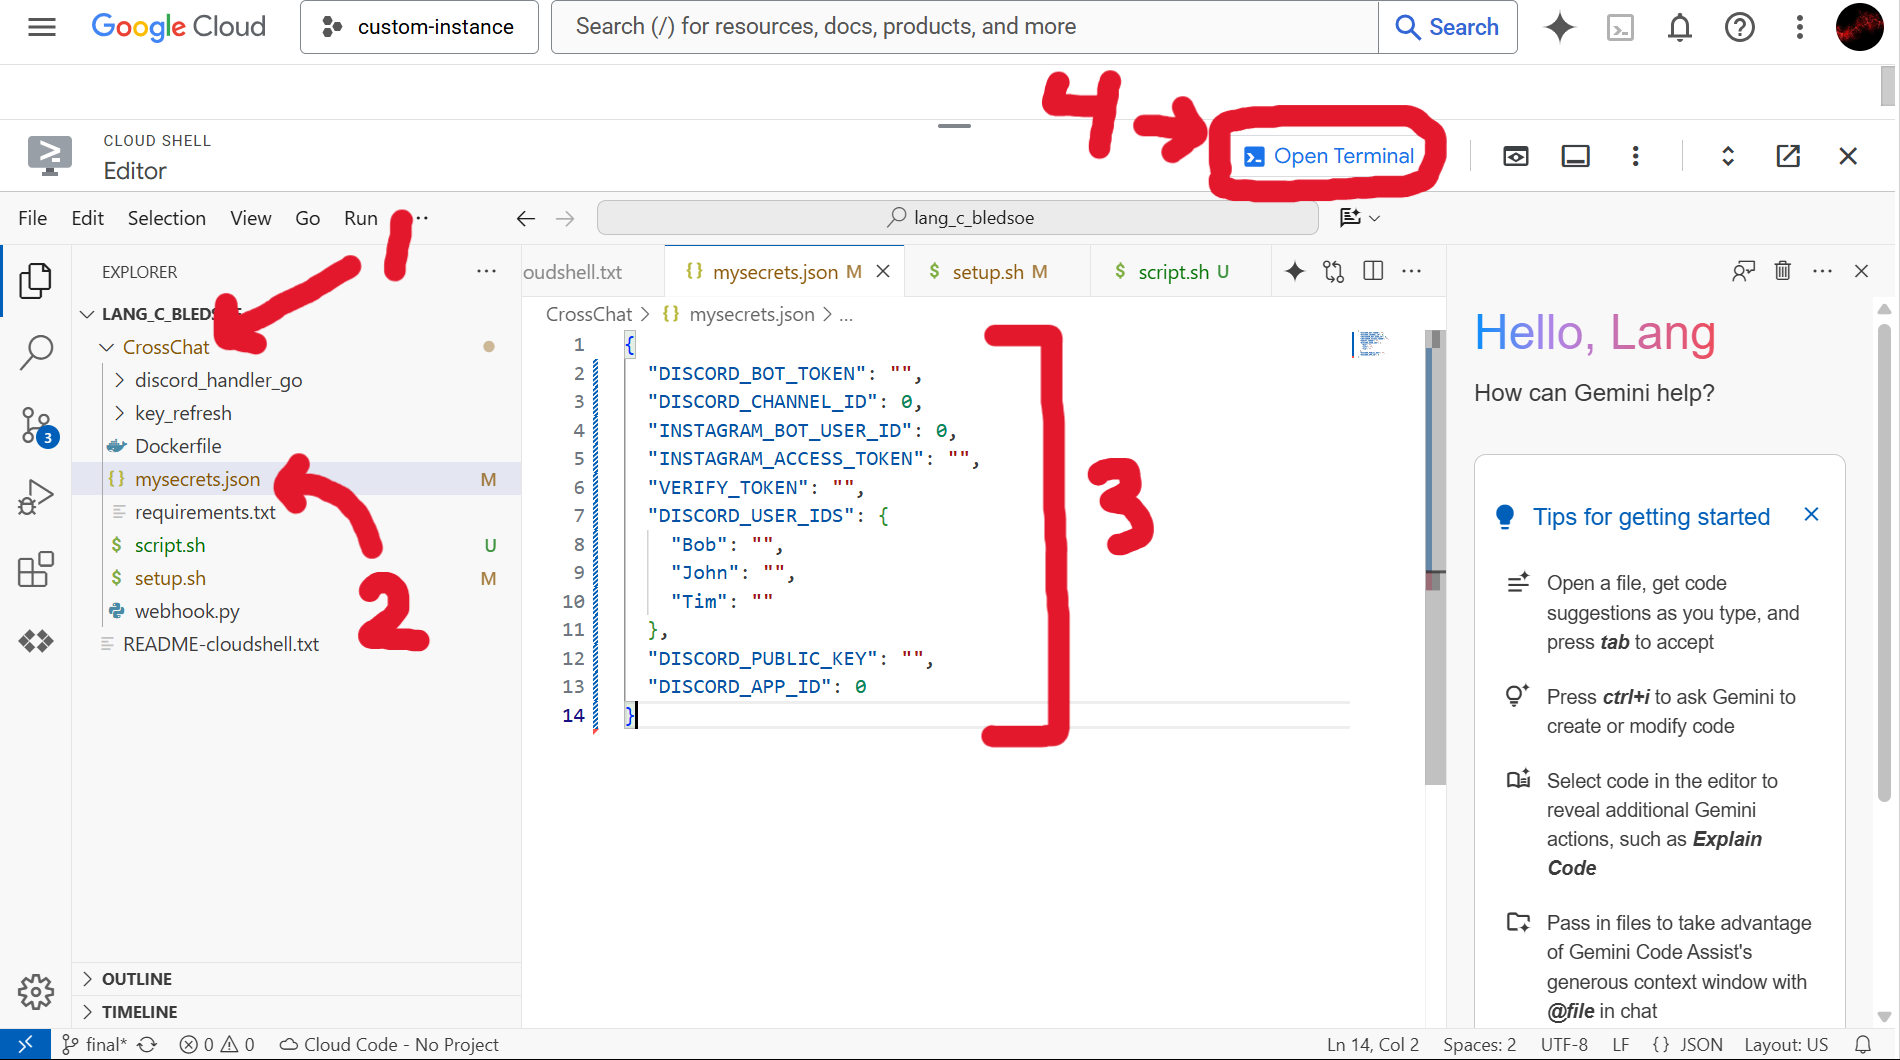 Google Cloud
custom-instance
Search (/) for resources, docs, products, and more
Search
4
CLOUD SHELL
Editor
Open Terminal
File Edit Selection View Go Run
lang_c_bledsoe
1
EXPLORER
LANG_C_BLEDSOE
CrossChat
discord_handler_go
key_refresh
3
Dockerfile
mysecrets.json M
requirements.txt
script.sh U
setup.sh M
webhook.py
README-cloudshell.txt
2
OUTLINE
TIMELINE
oudshell.txt
{} mysecrets.json M
$ setup.sh M
$ script.sh U
CrossChat > {} mysecrets.json > ...
1 {
2 "DISCORD_BOT_TOKEN": "",
3 "DISCORD_CHANNEL_ID": 0,
4 "INSTAGRAM_BOT_USER_ID": 0,
5 "INSTAGRAM_ACCESS_TOKEN": "",
6 "VERIFY_TOKEN": "",
7 "DISCORD_USER_IDS": {
8 "Bob": "",
9 "John": "",
10 "Tim": ""
11 },
12 "DISCORD_PUBLIC_KEY": "",
13 "DISCORD_APP_ID": 0
14 }
3
Hello, Lang
How can Gemini help?
Tips for getting started
Open a file, get code
suggestions as you type, and
press tab to accept
Press ctrl+i to ask Gemini to
create or modify code
Select code in the editor to
reveal additional Gemini
actions, such as Explain
Code
Pass in files to take advantage
of Gemini Code Assist's
generous context window with
@file in chat
final* 0 0 Cloud Code - No Project
Ln 14, Col 2 Spaces: 2 UTF-8 LF {} JSON Layout: US